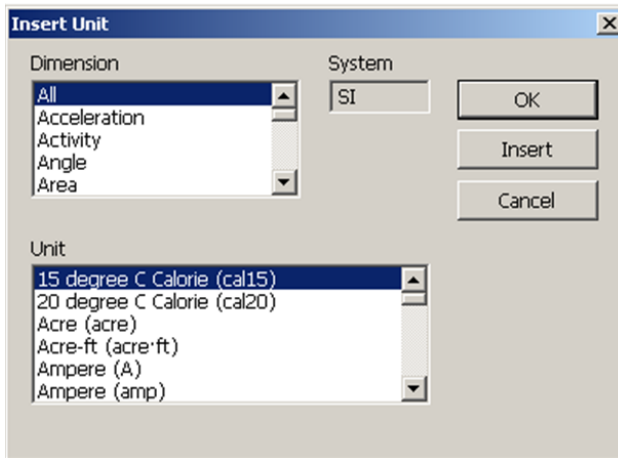 Insert Unit
Dimension
All
Acceleration
Activity
Angle
Area
System
SI
OK
Insert
Cancel
Unit
15 degree C Calorie (cal15)
20 degree C Calorie (cal20)
Acre (acre)
Acre-ft (acre·ft)
Ampere (A)
Ampere (amp)